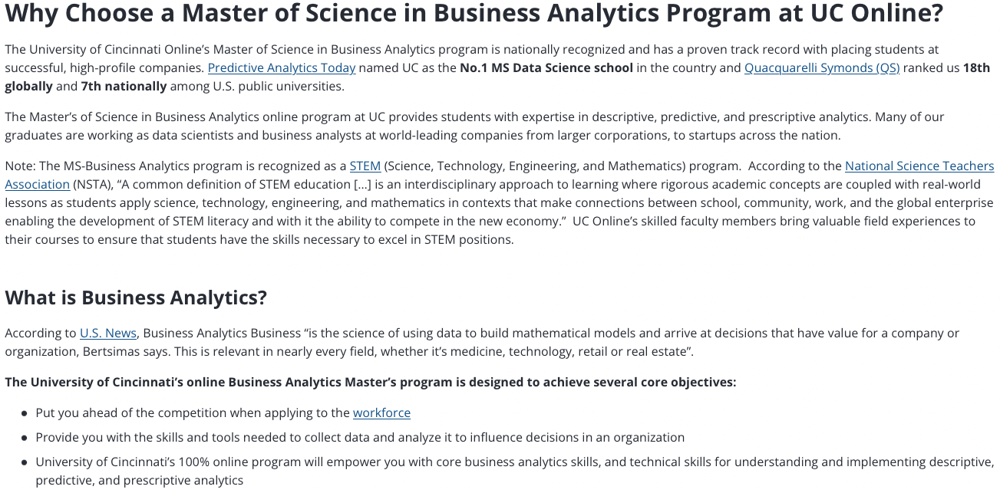 Why Choose a Master of Science in Business Analytics Program at UC Online?
The University of Cincinnati Online’s Master of Science in Business Analytics program is nationally recognized and has a proven track record with placing students at
successful, high-profile companies. Predictive Analytics Today named UC as the No.1 MS Data Science school in the country and Quacquarelli Symonds (QS) ranked us 18th
globally and 7th nationally among U.S. public universities.
The Master’s of Science in Business Analytics online program at UC provides students with expertise in descriptive, predictive, and prescriptive analytics. Many of our
graduates are working as data scientists and business analysts at world-leading companies from larger corporations, to startups across the nation.
Note: The MS-Business Analytics program is recognized as a STEM (Science, Technology, Engineering, and Mathematics) program.  According to the National Science Teachers
Association (NSTA), “A common definition of STEM education […] is an interdisciplinary approach to learning where rigorous academic concepts are coupled with real-world
lessons as students apply science, technology, engineering, and mathematics in contexts that make connections between school, community, work, and the global enterprise
enabling the development of STEM literacy and with it the ability to compete in the new economy.”  UC Online’s skilled faculty members bring valuable field experiences to
their courses to ensure that students have the skills necessary to excel in STEM positions.
What is Business Analytics?
According to U.S. News, Business Analytics Business “is the science of using data to build mathematical models and arrive at decisions that have value for a company or
organization, Bertsimas says. This is relevant in nearly every field, whether it’s medicine, technology, retail or real estate”.
The University of Cincinnati’s online Business Analytics Master’s program is designed to achieve several core objectives:
● Put you ahead of the competition when applying to the workforce
● Provide you with the skills and tools needed to collect data and analyze it to influence decisions in an organization
● University of Cincinnati’s 100% online program will empower you with core business analytics skills, and technical skills for understanding and implementing descriptive,
predictive, and prescriptive analytics